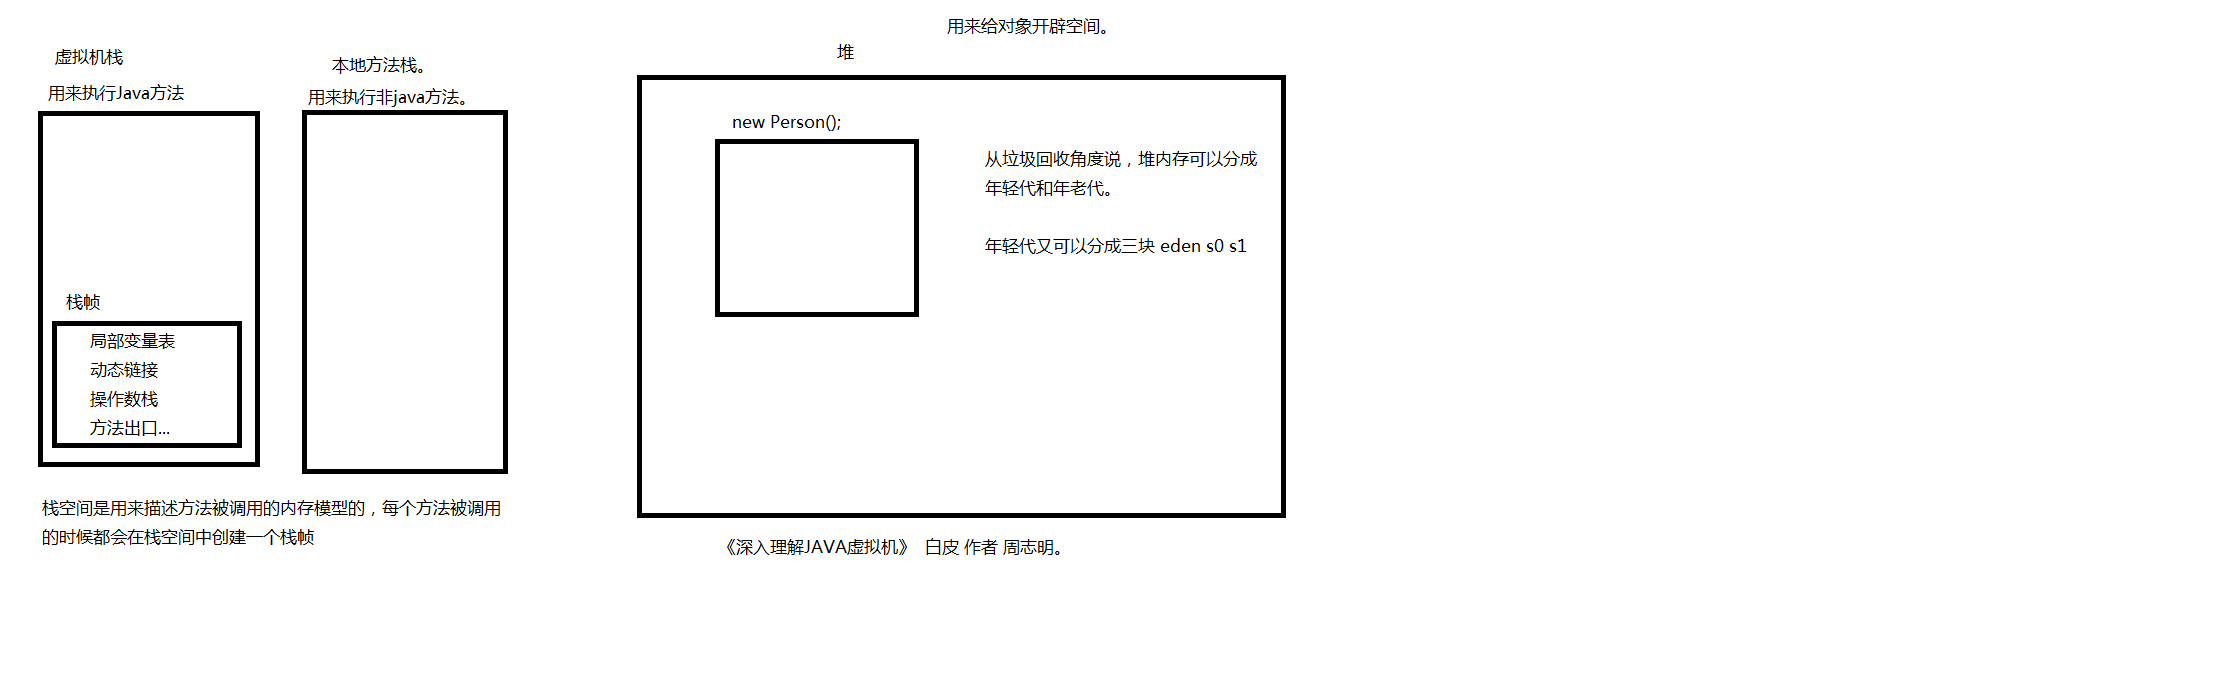 虚拟机栈
用来执行Java方法
栈帧
局部变量表
动态链接
操作数栈
方法出口...
栈空间是用来描述方法被调用的内存模型的，每个方法被调用
的时候都会在栈空间中创建一个栈帧
本地方法栈。
用来执行非java方法。
用来给对象开辟空间。
堆
new Person();
从垃圾回收角度说，堆内存可以分成
年轻代和年老代。
年轻代又可以分成三块 eden s0 s1
《深入理解JAVA虚拟机》 白皮 作者 周志明。